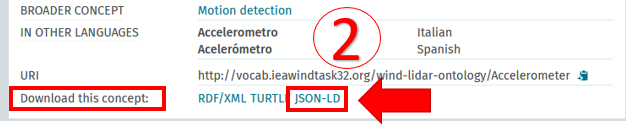 BROADER CONCEPT Motion detection
IN OTHER LANGUAGES Accelerometro Italian
Acelerómetro Spanish
2
URI http://vocab.ieawindtask32.org/wind-lidar-ontology/Accelerometer
Download this concept: RDF/XML TURTLE JSON-LD